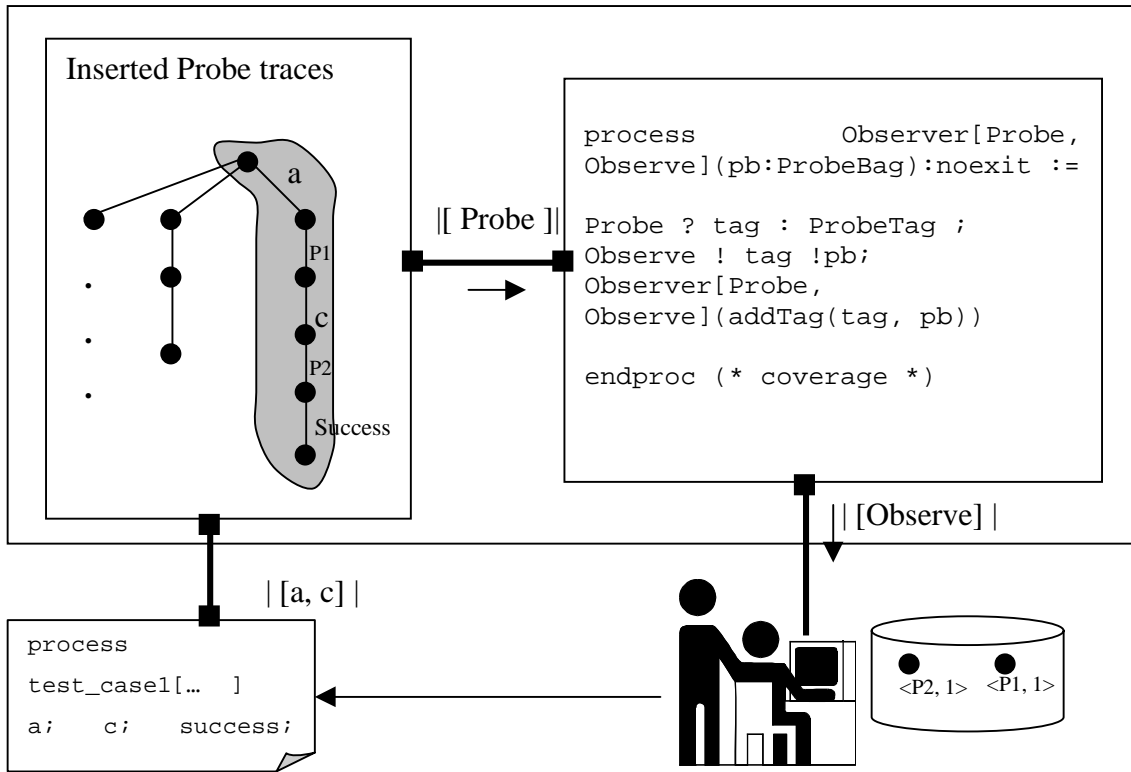 Inserted Probe traces
a
P1
c
P2
Success
|[ Probe ]|
process Observer[Probe,
Observe](pb:ProbeBag):noexit :=
Probe ? tag : ProbeTag ;
Observe ! tag !pb;
Observer[Probe,
Observe](addTag(tag, pb))
endproc (* coverage *)
| [Observe] |
| [a, c] |
process
test_case1[… ]
a; c; success;
<P2, 1> <P1, 1>